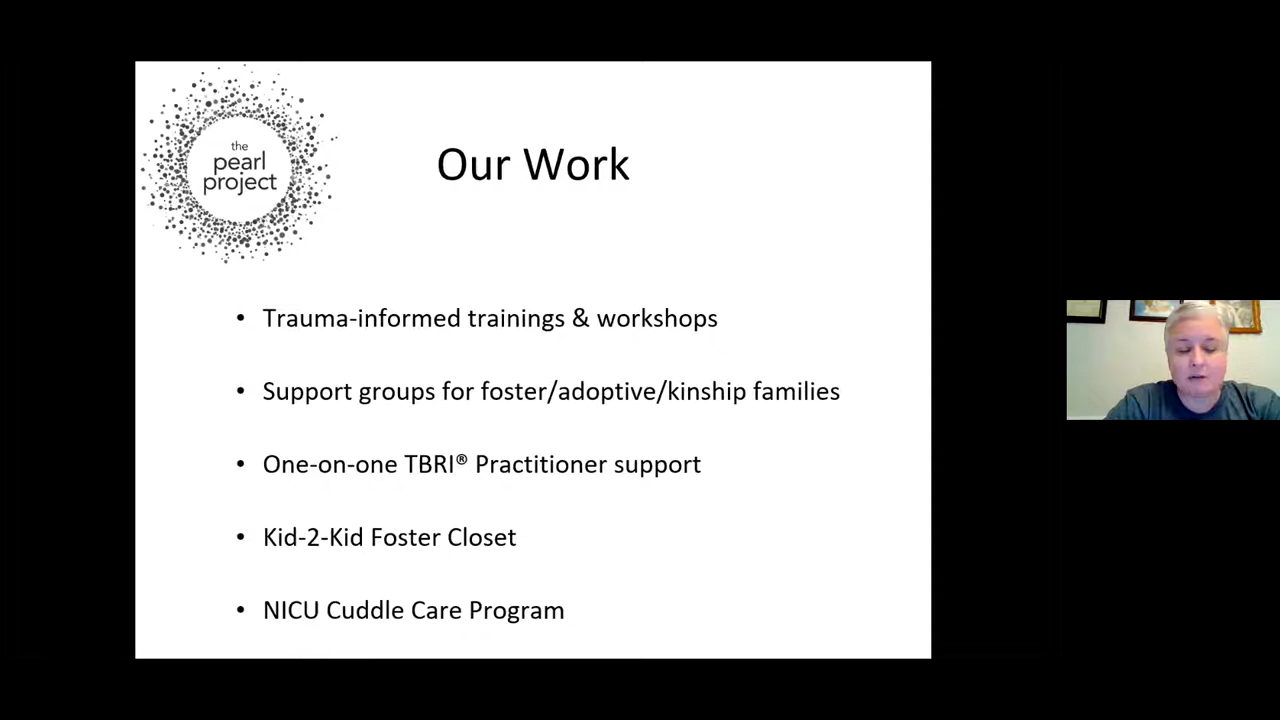 the
pearl
project
Our Work
• Trauma-informed trainings & workshops
• Support groups for foster/adoptive/kinship families
• One-on-one TBRI® Practitioner support
• Kid-2-Kid Foster Closet
• NICU Cuddle Care Program